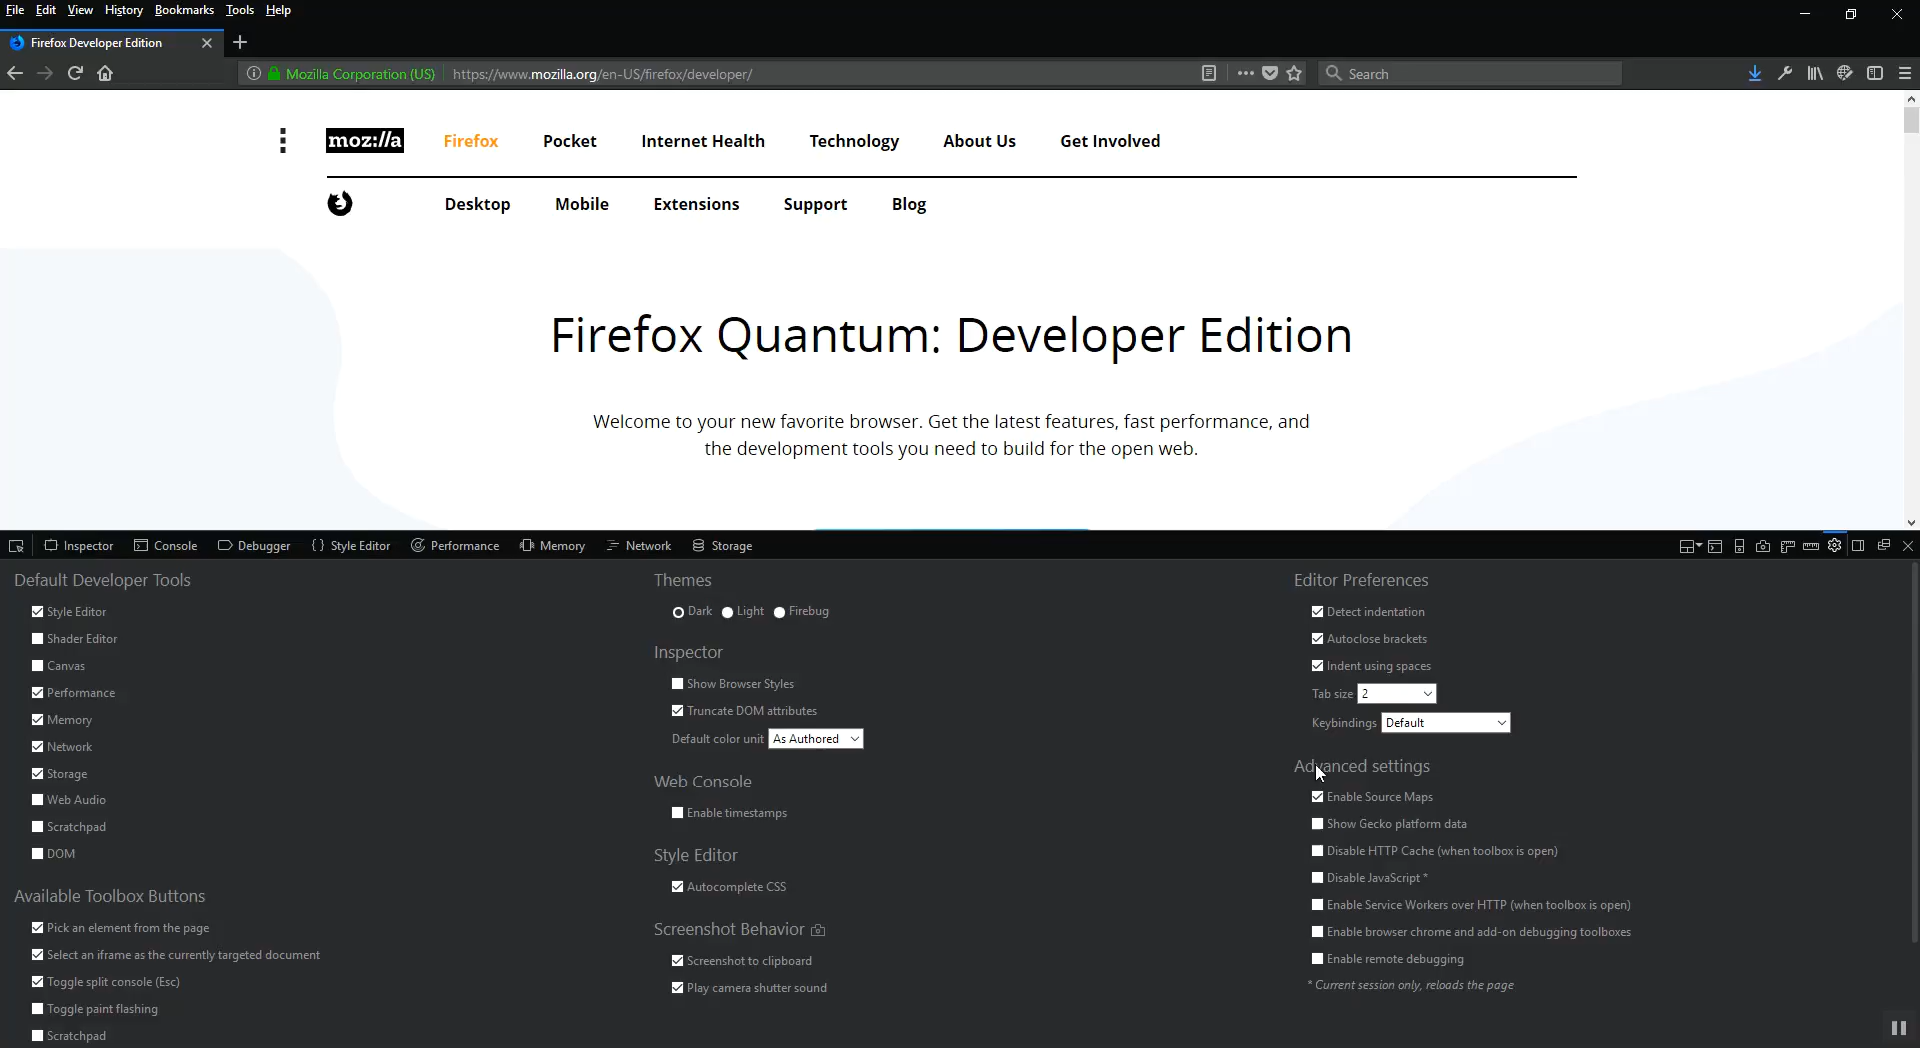 File Edit View History Bookmarks Tools Help
Firefox Developer Edition
Mozilla Corporation (US) https://www.mozilla.org/en-US/firefox/developer/ Search
moz://a Firefox Pocket Internet Health Technology About Us Get Involved
Desktop Mobile Extensions Support Blog
Firefox Quantum: Developer Edition
Welcome to your new favorite browser. Get the latest features, fast performance, and
the development tools you need to build for the open web.
Inspector Console Debugger Style Editor Performance Memory Network Storage
Default Developer Tools
Style Editor
Shader Editor
Canvas
Performance
Memory
Network
Storage
Web Audio
Scratchpad
DOM
Available Toolbox Buttons
Pick an element from the page
Select an iframe as the currently targeted document
Toggle split console (Esc)
Toggle paint flashing
Scratchpad
Themes
Dark Light Firebug
Inspector
Show Browser Styles
Truncate DOM attributes
Default color unit As Authored
Web Console
Enable timestamps
Style Editor
Autocomplete CSS
Screenshot Behavior
Screenshot to clipboard
Play camera shutter sound
Editor Preferences
Detect indentation
Autoclose brackets
Indent using spaces
Tab size 2
Keybindings Default
Advanced settings
Enable Source Maps
Show Gecko platform data
Disable HTTP Cache (when toolbox is open)
Disable JavaScript *
Enable Service Workers over HTTP (when toolbox is open)
Enable browser chrome and add-on debugging toolboxes
Enable remote debugging
* Current session only, reloads the page